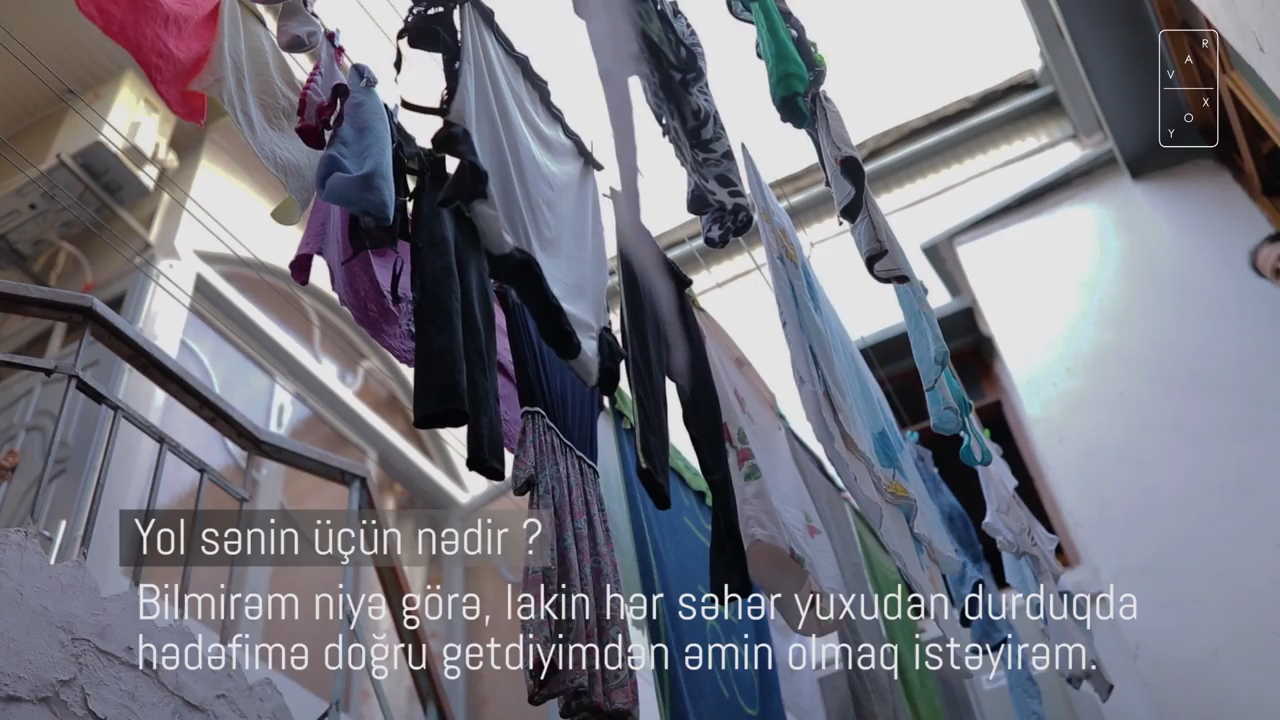 R
A
V
X
O
Y
Yol sənin üçün nədir ?
Bilmirəm niyə görə, lakin hər səhər yuxudan durduqda
hədəfimə doğru getdiyimdən əmin olmaq istəyirəm.